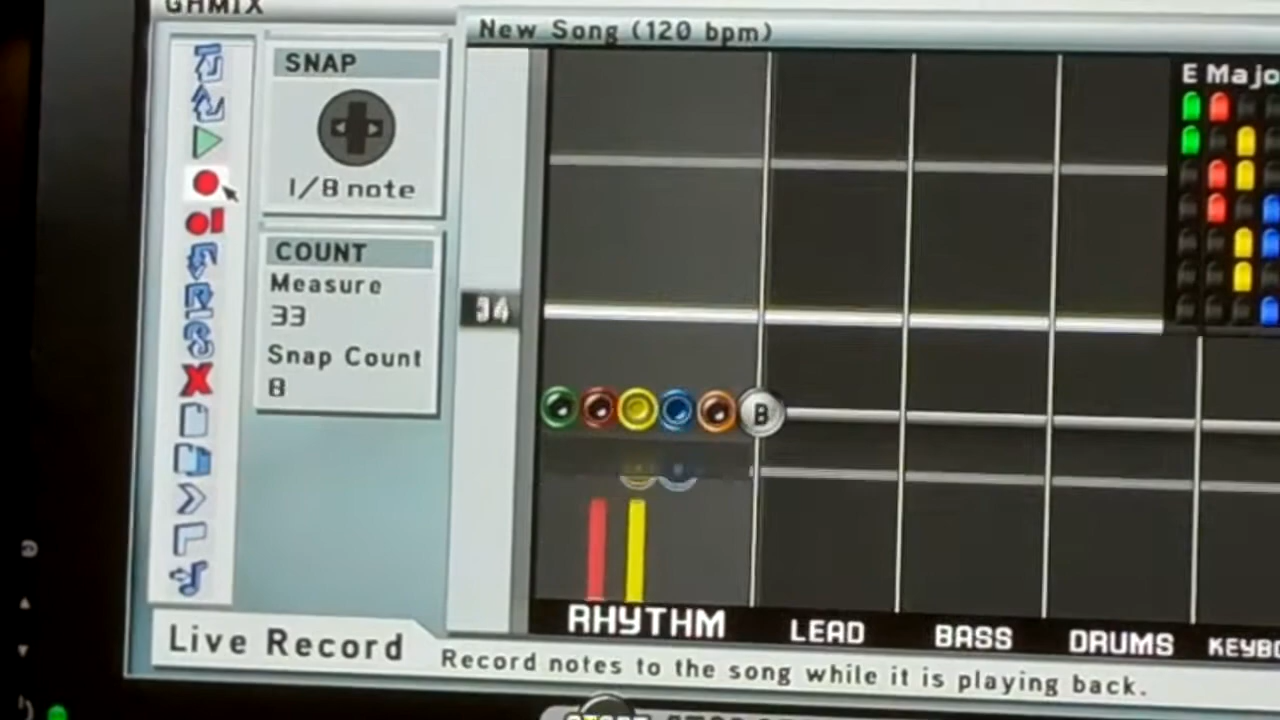 GHMIX
New Song (120 bpm)
SNAP
1/8 note
COUNT
Measure
33
Snap Count
8
34
E Majo
B
RHYTHM
LEAD
BASS
DRUMS
KEYBO
Live Record
Record notes to the song while it is playing back.
START